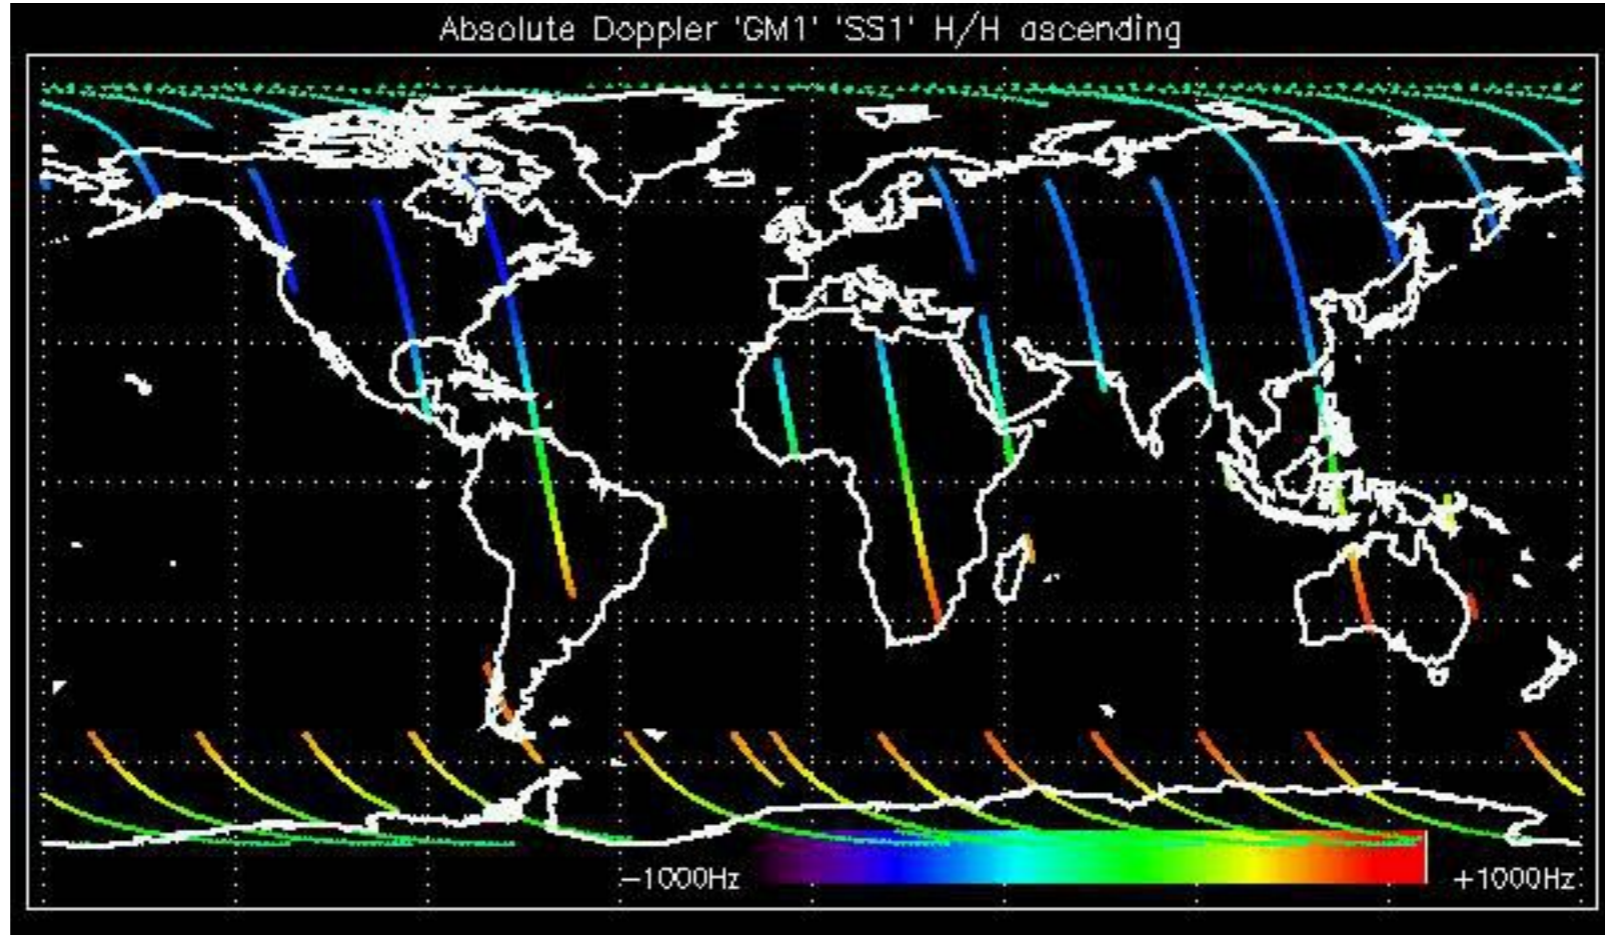 Absolute Doppler 'GM1' 'SS1' H/H ascending
−1000Hz
+1000Hz